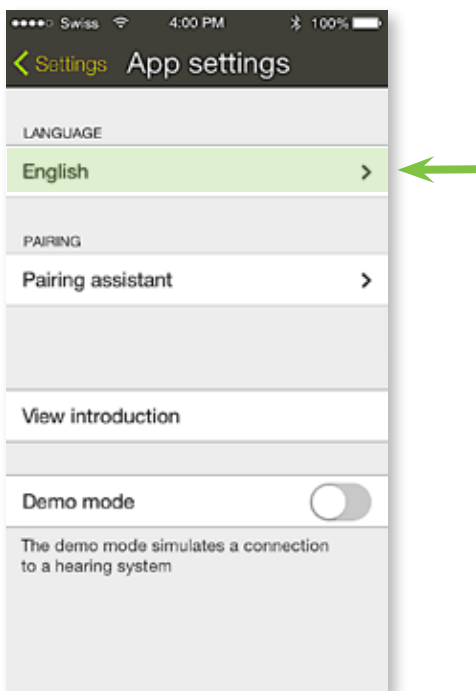 Swiss 4:00 PM 100%
Settings App settings
LANGUAGE
English
PAIRING
Pairing assistant
View introduction
Demo mode
The demo mode simulates a connection
to a hearing system